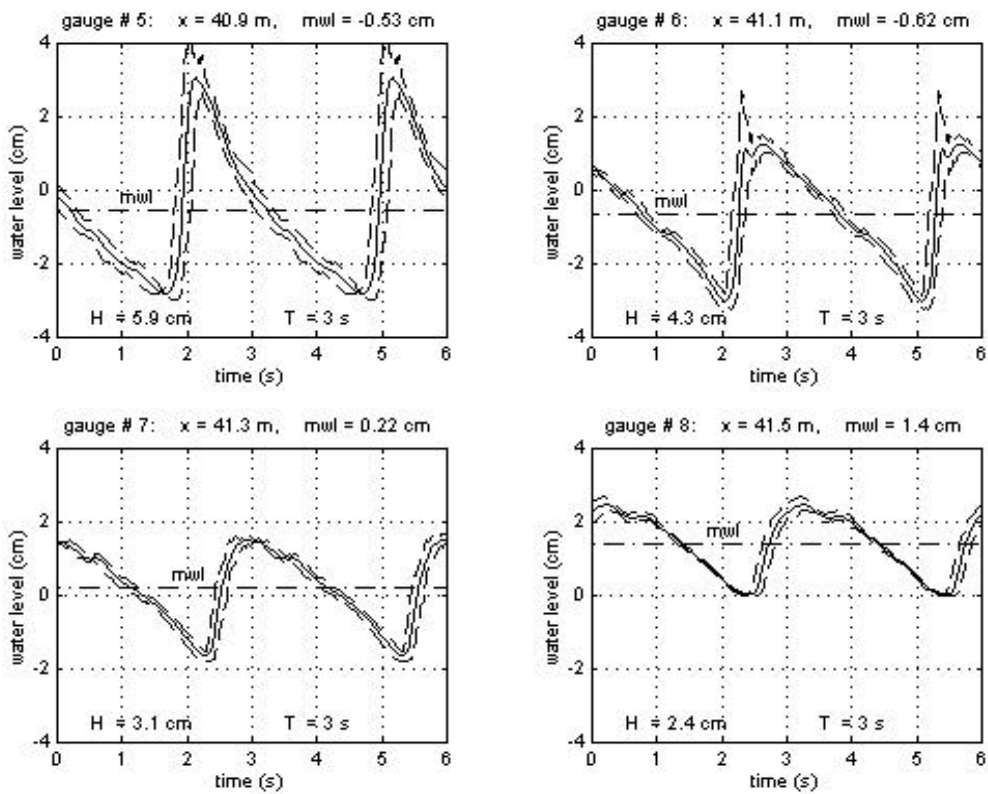 gauge # 5: x = 40.9 m, mwl = -0.53 cm
4
2
0
-2
-4
water level (cm)
mwl
H = 5.9 cm T = 3 s
0 1 2 3 4 5 6
time (s)
gauge # 6: x = 41.1 m, mwl = -0.62 cm
4
2
0
-2
-4
water level (cm)
mwl
H = 4.3 cm T = 3 s
0 1 2 3 4 5 6
time (s)
gauge # 7: x = 41.3 m, mwl = 0.22 cm
4
2
0
-2
-4
water level (cm)
mwl
H = 3.1 cm T = 3 s
0 1 2 3 4 5 6
time (s)
gauge # 8: x = 41.5 m, mwl = 1.4 cm
4
2
0
-2
-4
water level (cm)
mwl
H = 2.4 cm T = 3 s
0 1 2 3 4 5 6
time (s)